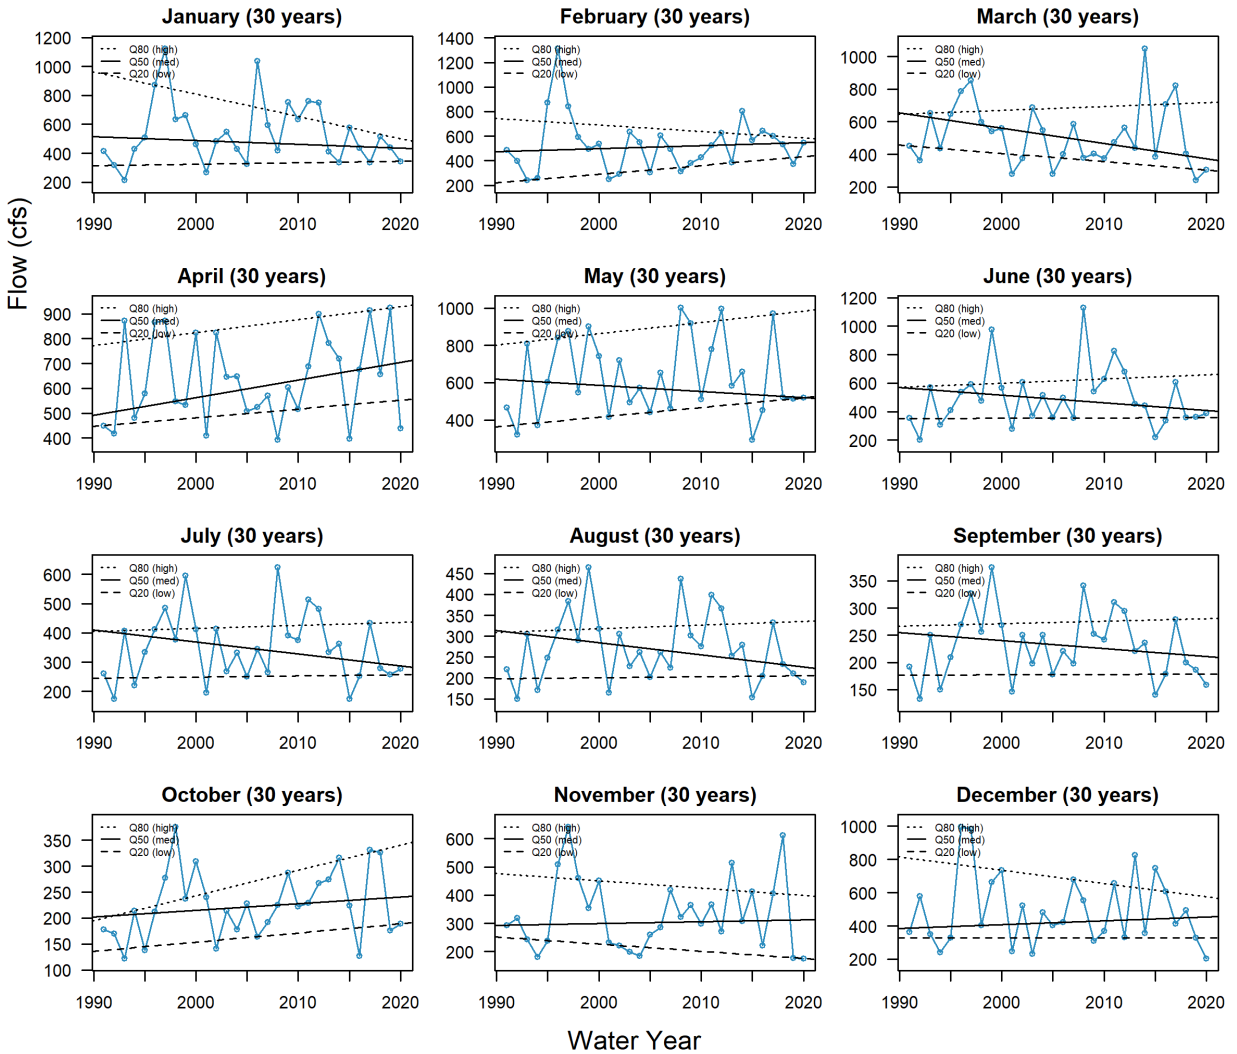 January (30 years)
1200
1000
800
600
400
200
Q80 (high)
Q50 (med)
Q20 (low)
1990
2000
2010
2020
February (30 years)
1400
1200
1000
800
600
400
200
Q80 (high)
Q50 (med)
Q20 (low)
1990
2000
2010
2020
March (30 years)
1000
800
600
400
200
Q80 (high)
Q50 (med)
Q20 (low)
1990
2000
2010
2020
Flow (cfs)
April (30 years)
900
800
700
600
500
400
Q80 (high)
Q50 (med)
Q20 (low)
1990
2000
2010
2020
May (30 years)
1000
800
600
400
Q80 (high)
Q50 (med)
Q20 (low)
1990
2000
2010
2020
June (30 years)
1200
1000
800
600
400
200
Q80 (high)
Q50 (med)
Q20 (low)
1990
2000
2010
2020
July (30 years)
600
500
400
300
200
Q80 (high)
Q50 (med)
Q20 (low)
1990
2000
2010
2020
August (30 years)
450
400
350
300
250
200
150
Q80 (high)
Q50 (med)
Q20 (low)
1990
2000
2010
2020
September (30 years)
350
300
250
200
150
Q80 (high)
Q50 (med)
Q20 (low)
1990
2000
2010
2020
October (30 years)
350
300
250
200
150
100
Q80 (high)
Q50 (med)
Q20 (low)
1990
2000
2010
2020
November (30 years)
600
500
400
300
200
Q80 (high)
Q50 (med)
Q20 (low)
1990
2000
2010
2020
December (30 years)
1000
800
600
400
200
Q80 (high)
Q50 (med)
Q20 (low)
1990
2000
2010
2020
Water Year